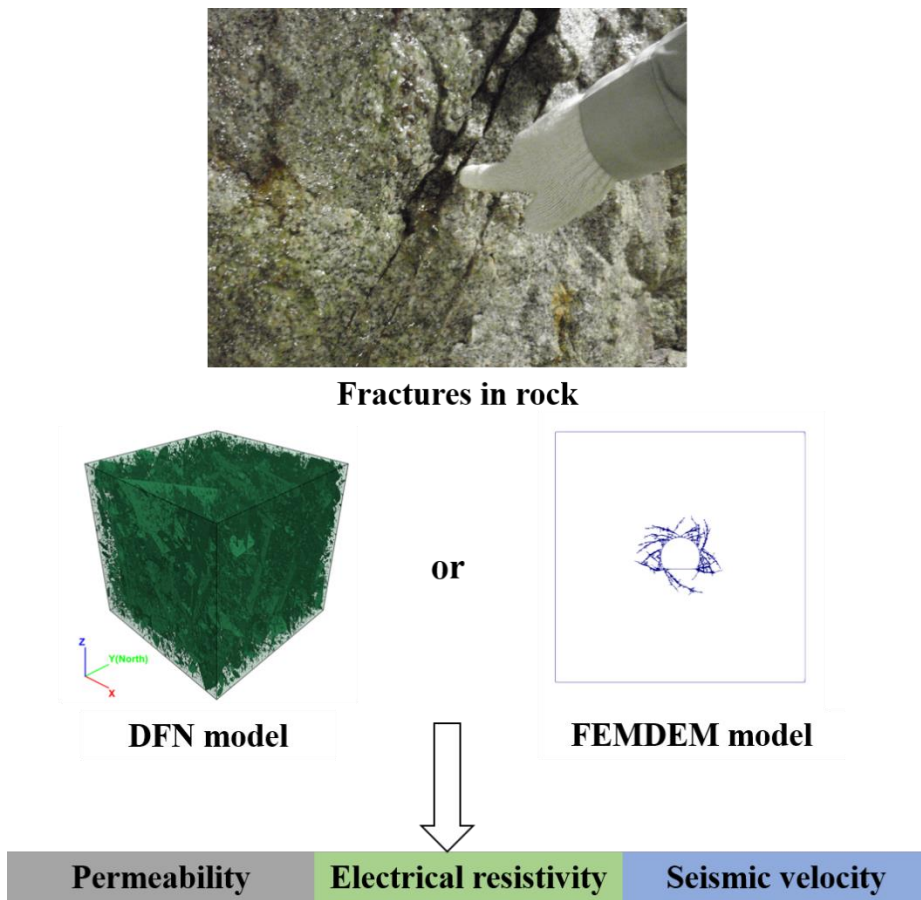 Fractures in rock
Z
Y(North)
X
or
DFN model
FEMDEM model
Permeability
Electrical resistivity
Seismic velocity